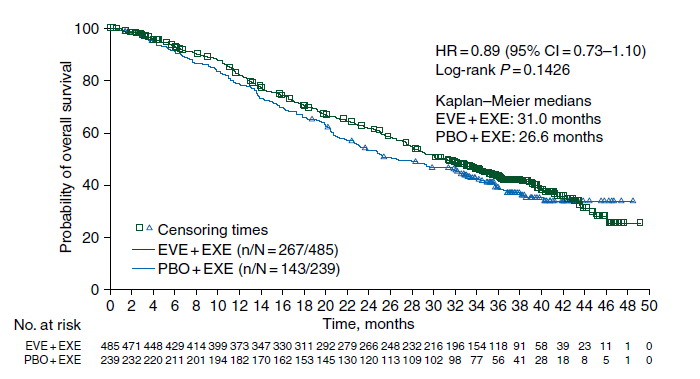 Probability of overall survival
100
80
60
40
20
0
HR = 0.89 (95% CI = 0.73–1.10)
Log-rank P = 0.1426
Kaplan–Meier medians
EVE + EXE: 31.0 months
PBO + EXE: 26.6 months
Censoring times
EVE + EXE (n/N = 267/485)
PBO + EXE (n/N = 143/239)
0 2 4 6 8 10 12 14 16 18 20 22 24 26 28 30 32 34 36 38 40 42 44 46 48 50
No. at risk Time, months
EVE + EXE 485 471 448 429 414 399 373 347 330 311 292 279 266 248 232 216 196 154 118 91 58 39 23 11 1 0
PBO + EXE 239 232 220 211 201 194 182 170 162 153 145 130 120 113 109 102 98 77 56 41 28 18 8 5 1 0